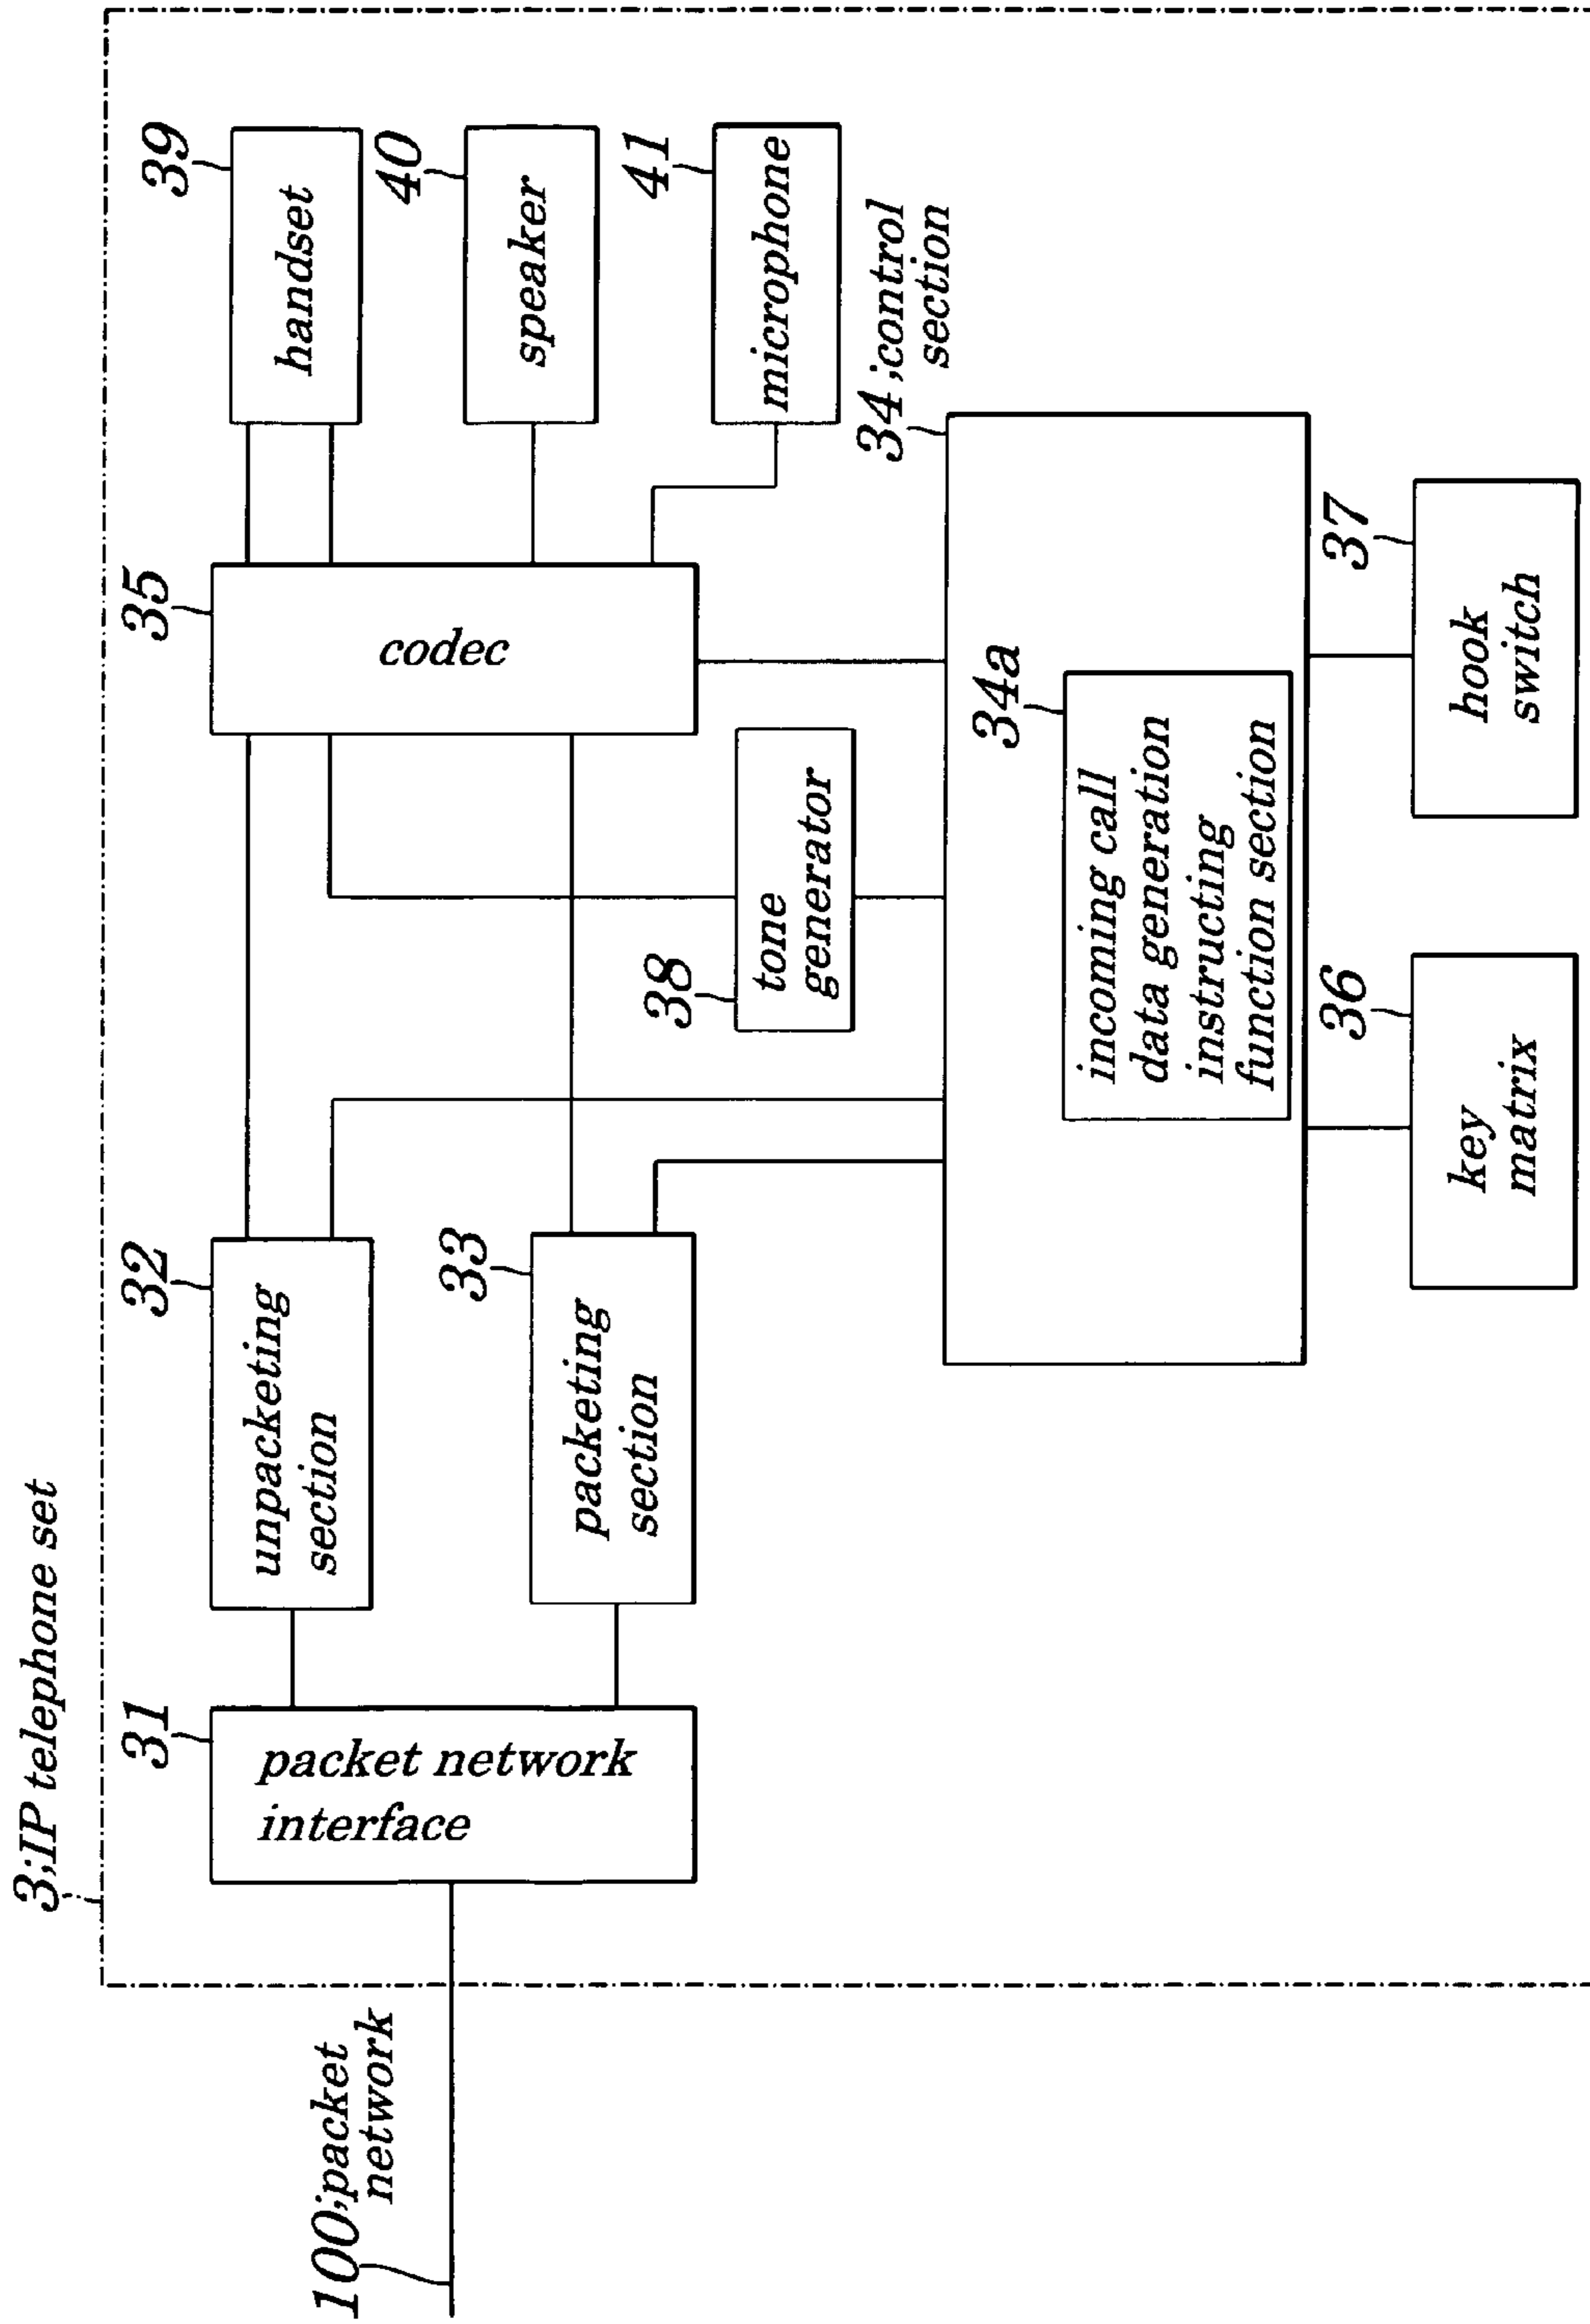 3;IP telephone set
100;packet
network
31
packet network
interface
32
unpacketing
section
33
packeting
section
35
codec
38
tone
generator
39
handset
40
speaker
41
microphone
34;control
section
34a
incoming call
data generation
instructing
function section
36
key
matrix
37
hook
switch